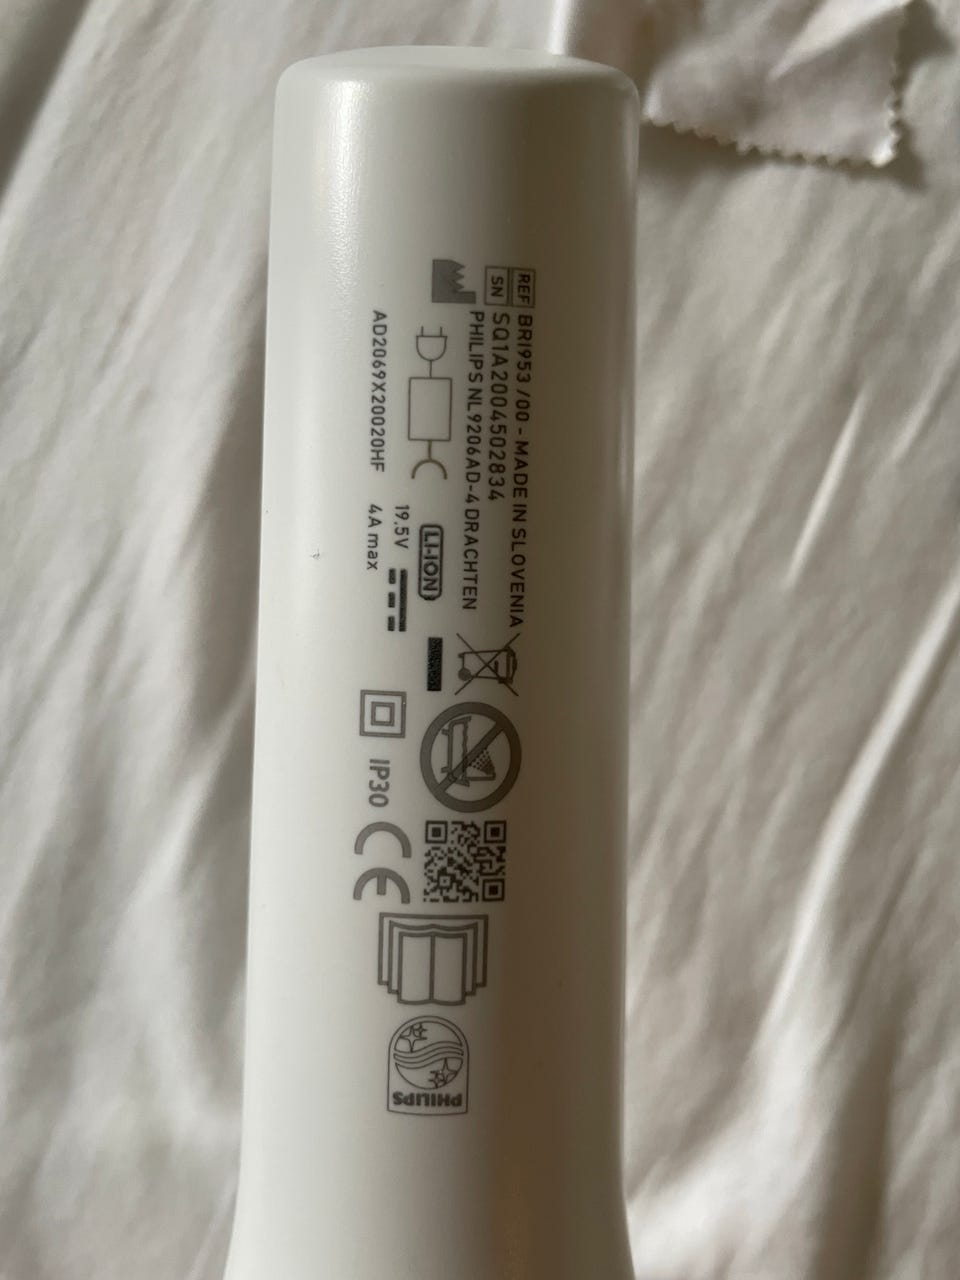 REF BRI953 /00 - MADE IN SLOVENIA
SN SQ1A2004502834
PHILIPS NL9206AD-4 DRACHTEN
LI-ION
AD2069X20020HF
19.5V
4A max
IP30
CE
PHILIPS